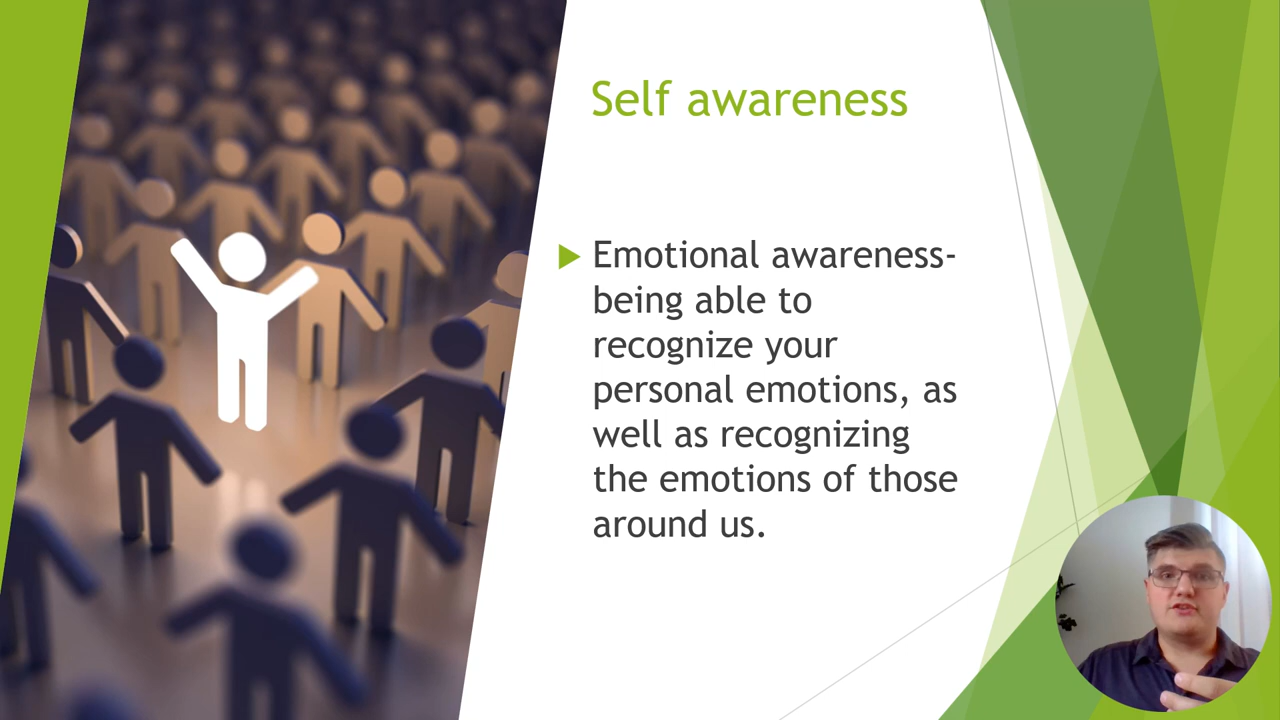 Self awareness
Emotional awareness-
being able to
recognize your
personal emotions, as
well as recognizing
the emotions of those
around us.